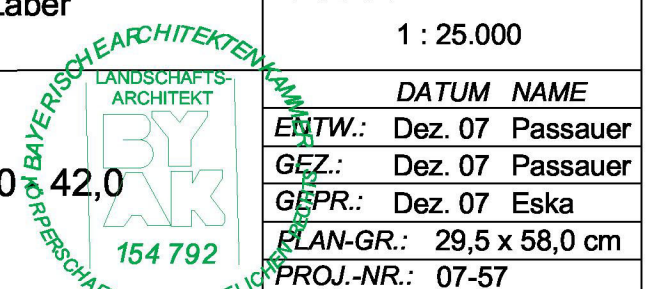 Laber
1 : 25.000
BAYERISCHE ARCHITEKTENKAMMER
LANDSCHAFTS-
ARCHITEKT
BY
AK
154 792
42,0
DATUM NAME
ENTW.: Dez. 07 Passauer
GEZ.: Dez. 07 Passauer
GEPR.: Dez. 07 Eska
PLAN-GR.: 29,5 x 58,0 cm
PROJ.-NR.: 07-57